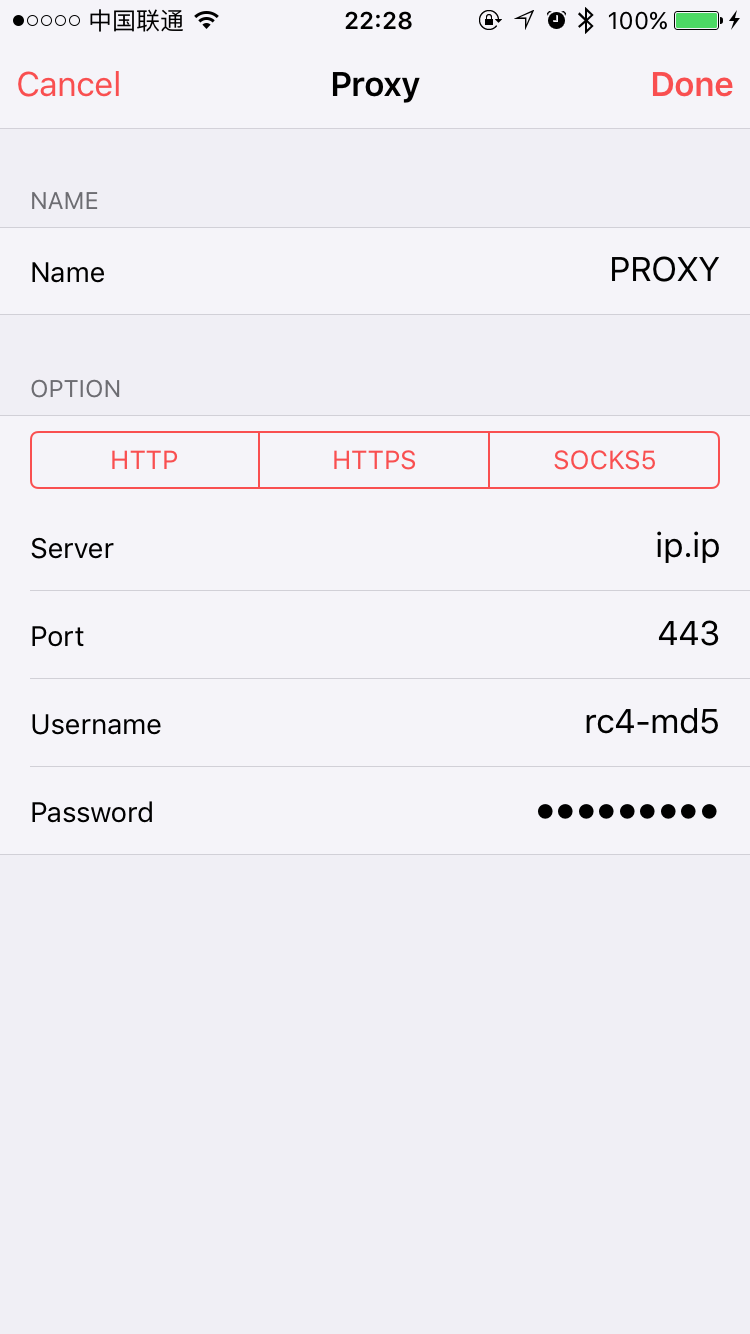 中国联通 22:28 100%
Cancel Proxy Done
NAME
Name PROXY
OPTION
HTTP HTTPS SOCKS5
Server ip.ip
Port 443
Username rc4-md5
Password ●●●●●●●●●